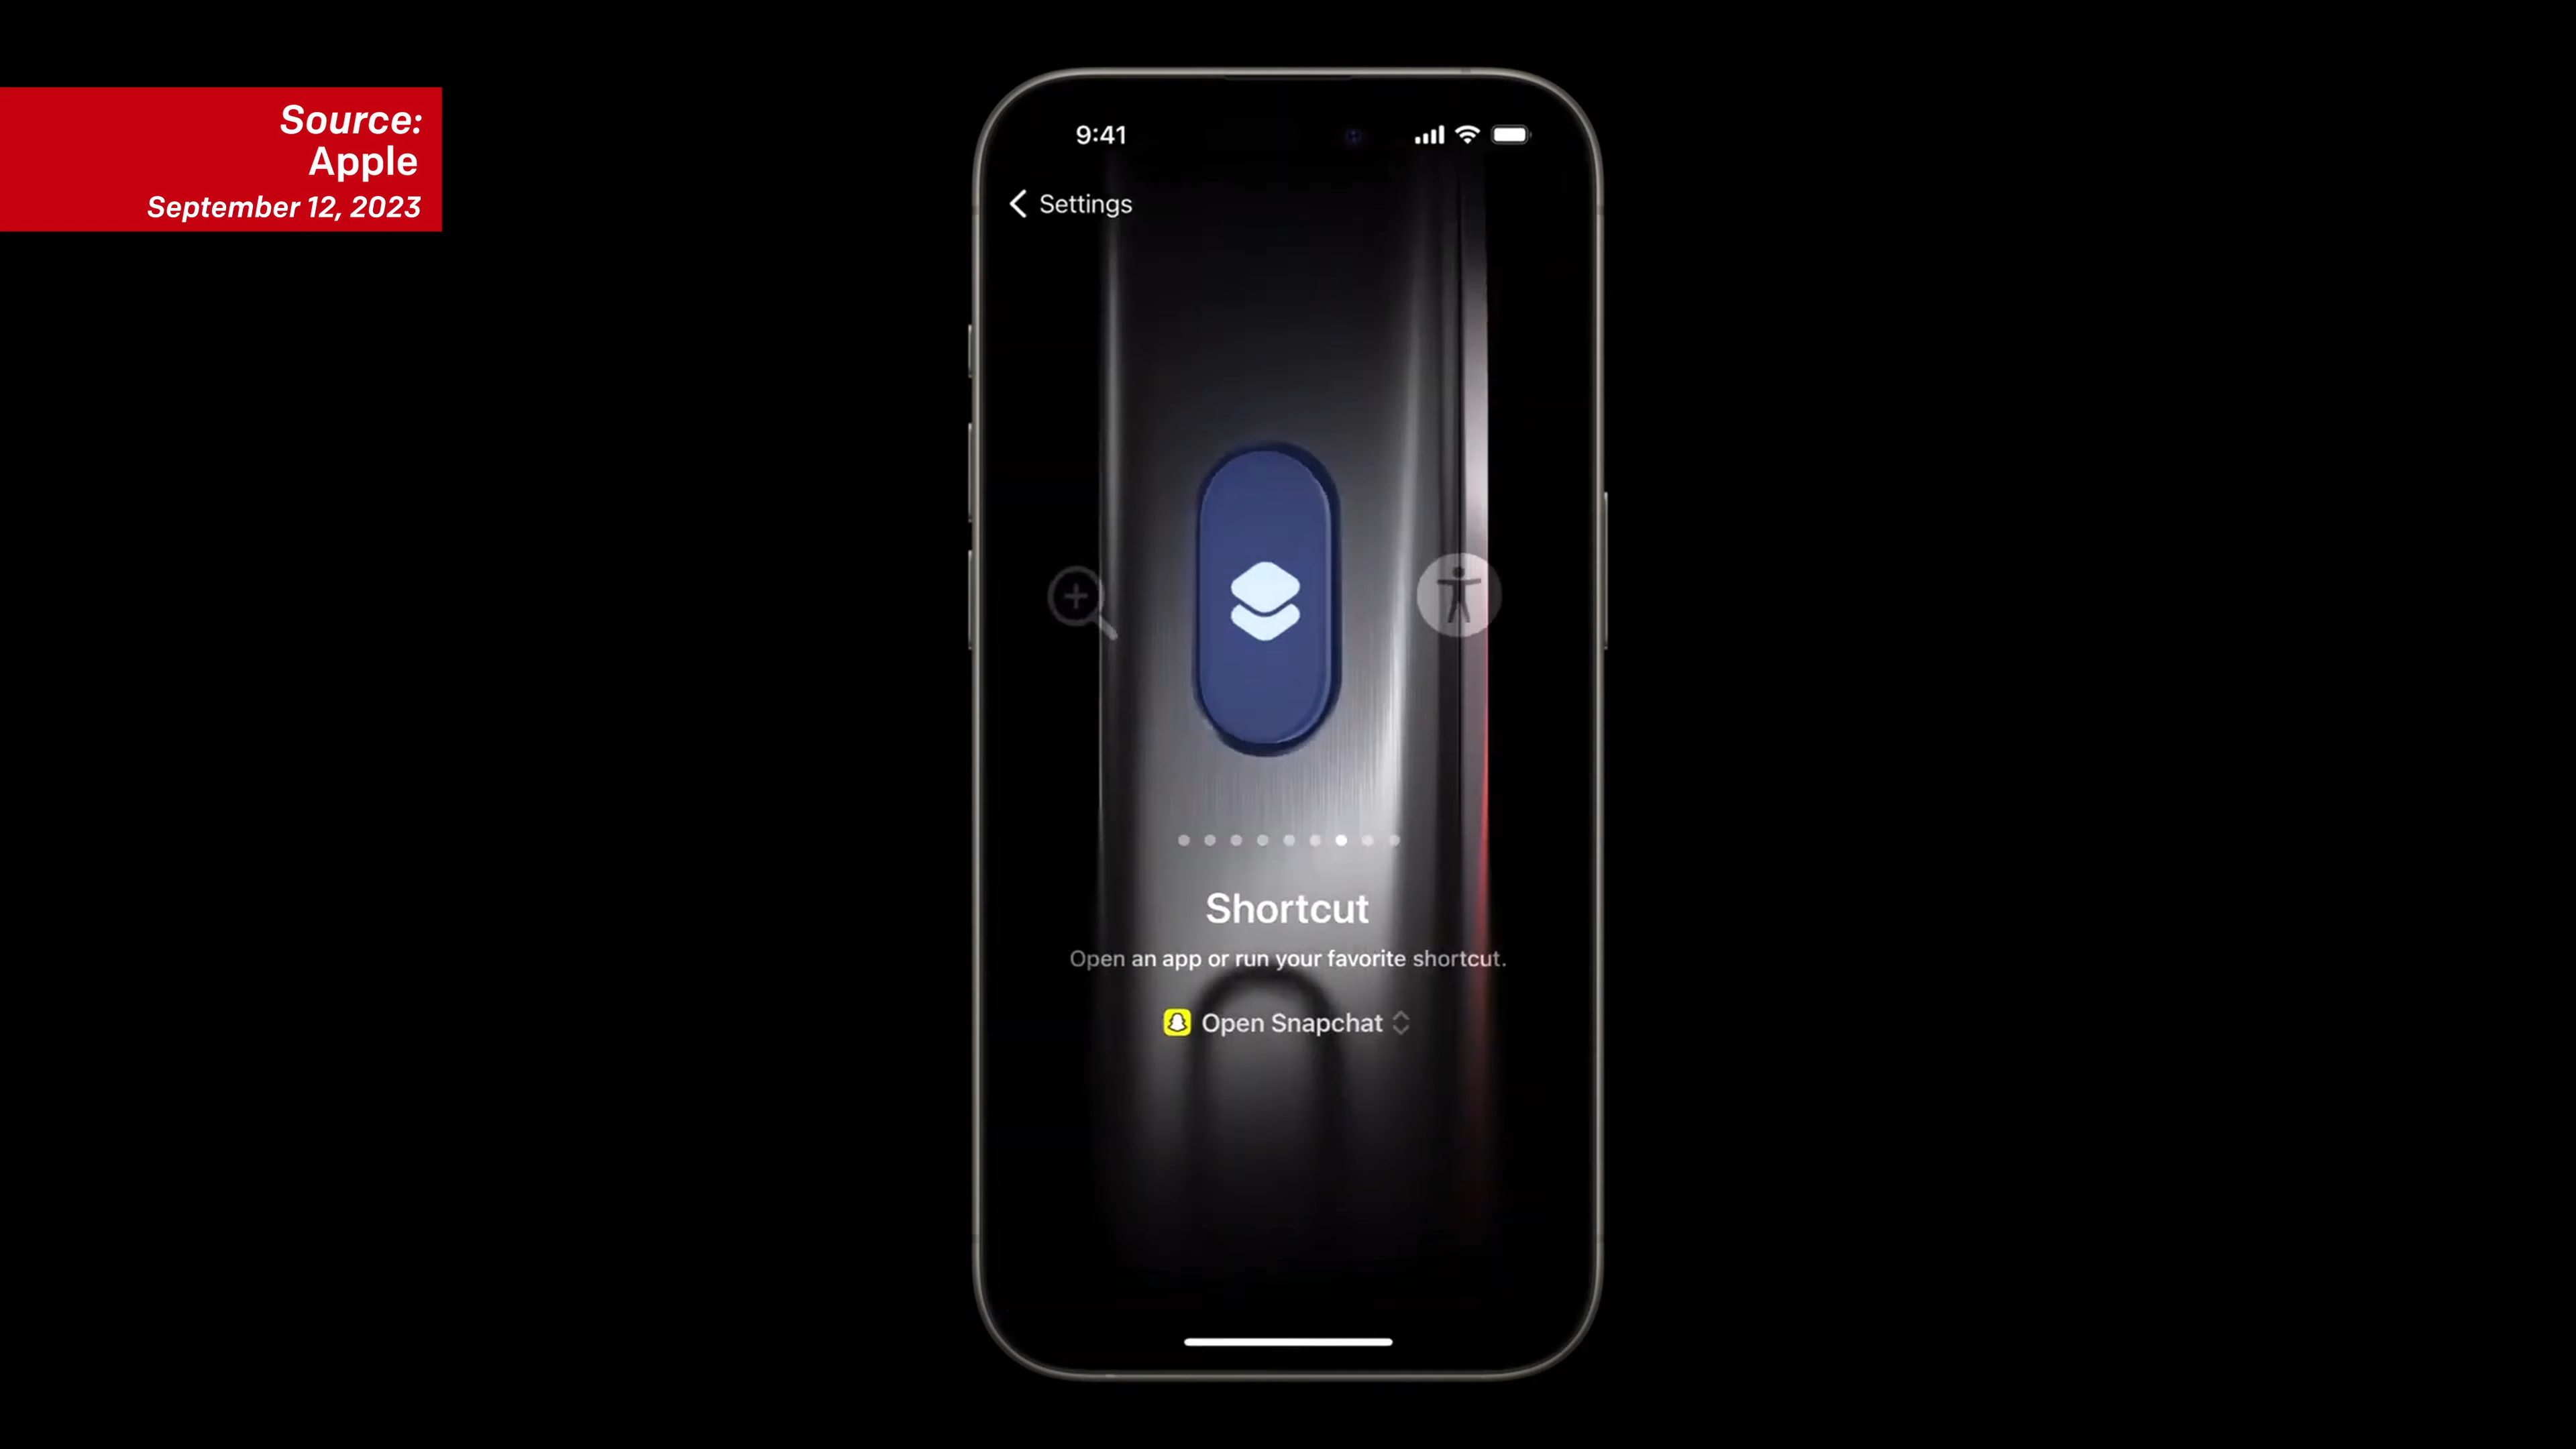 Source:
Apple
September 12, 2023
9:41
Settings
Shortcut
Open an app or run your favorite shortcut.
Open Snapchat